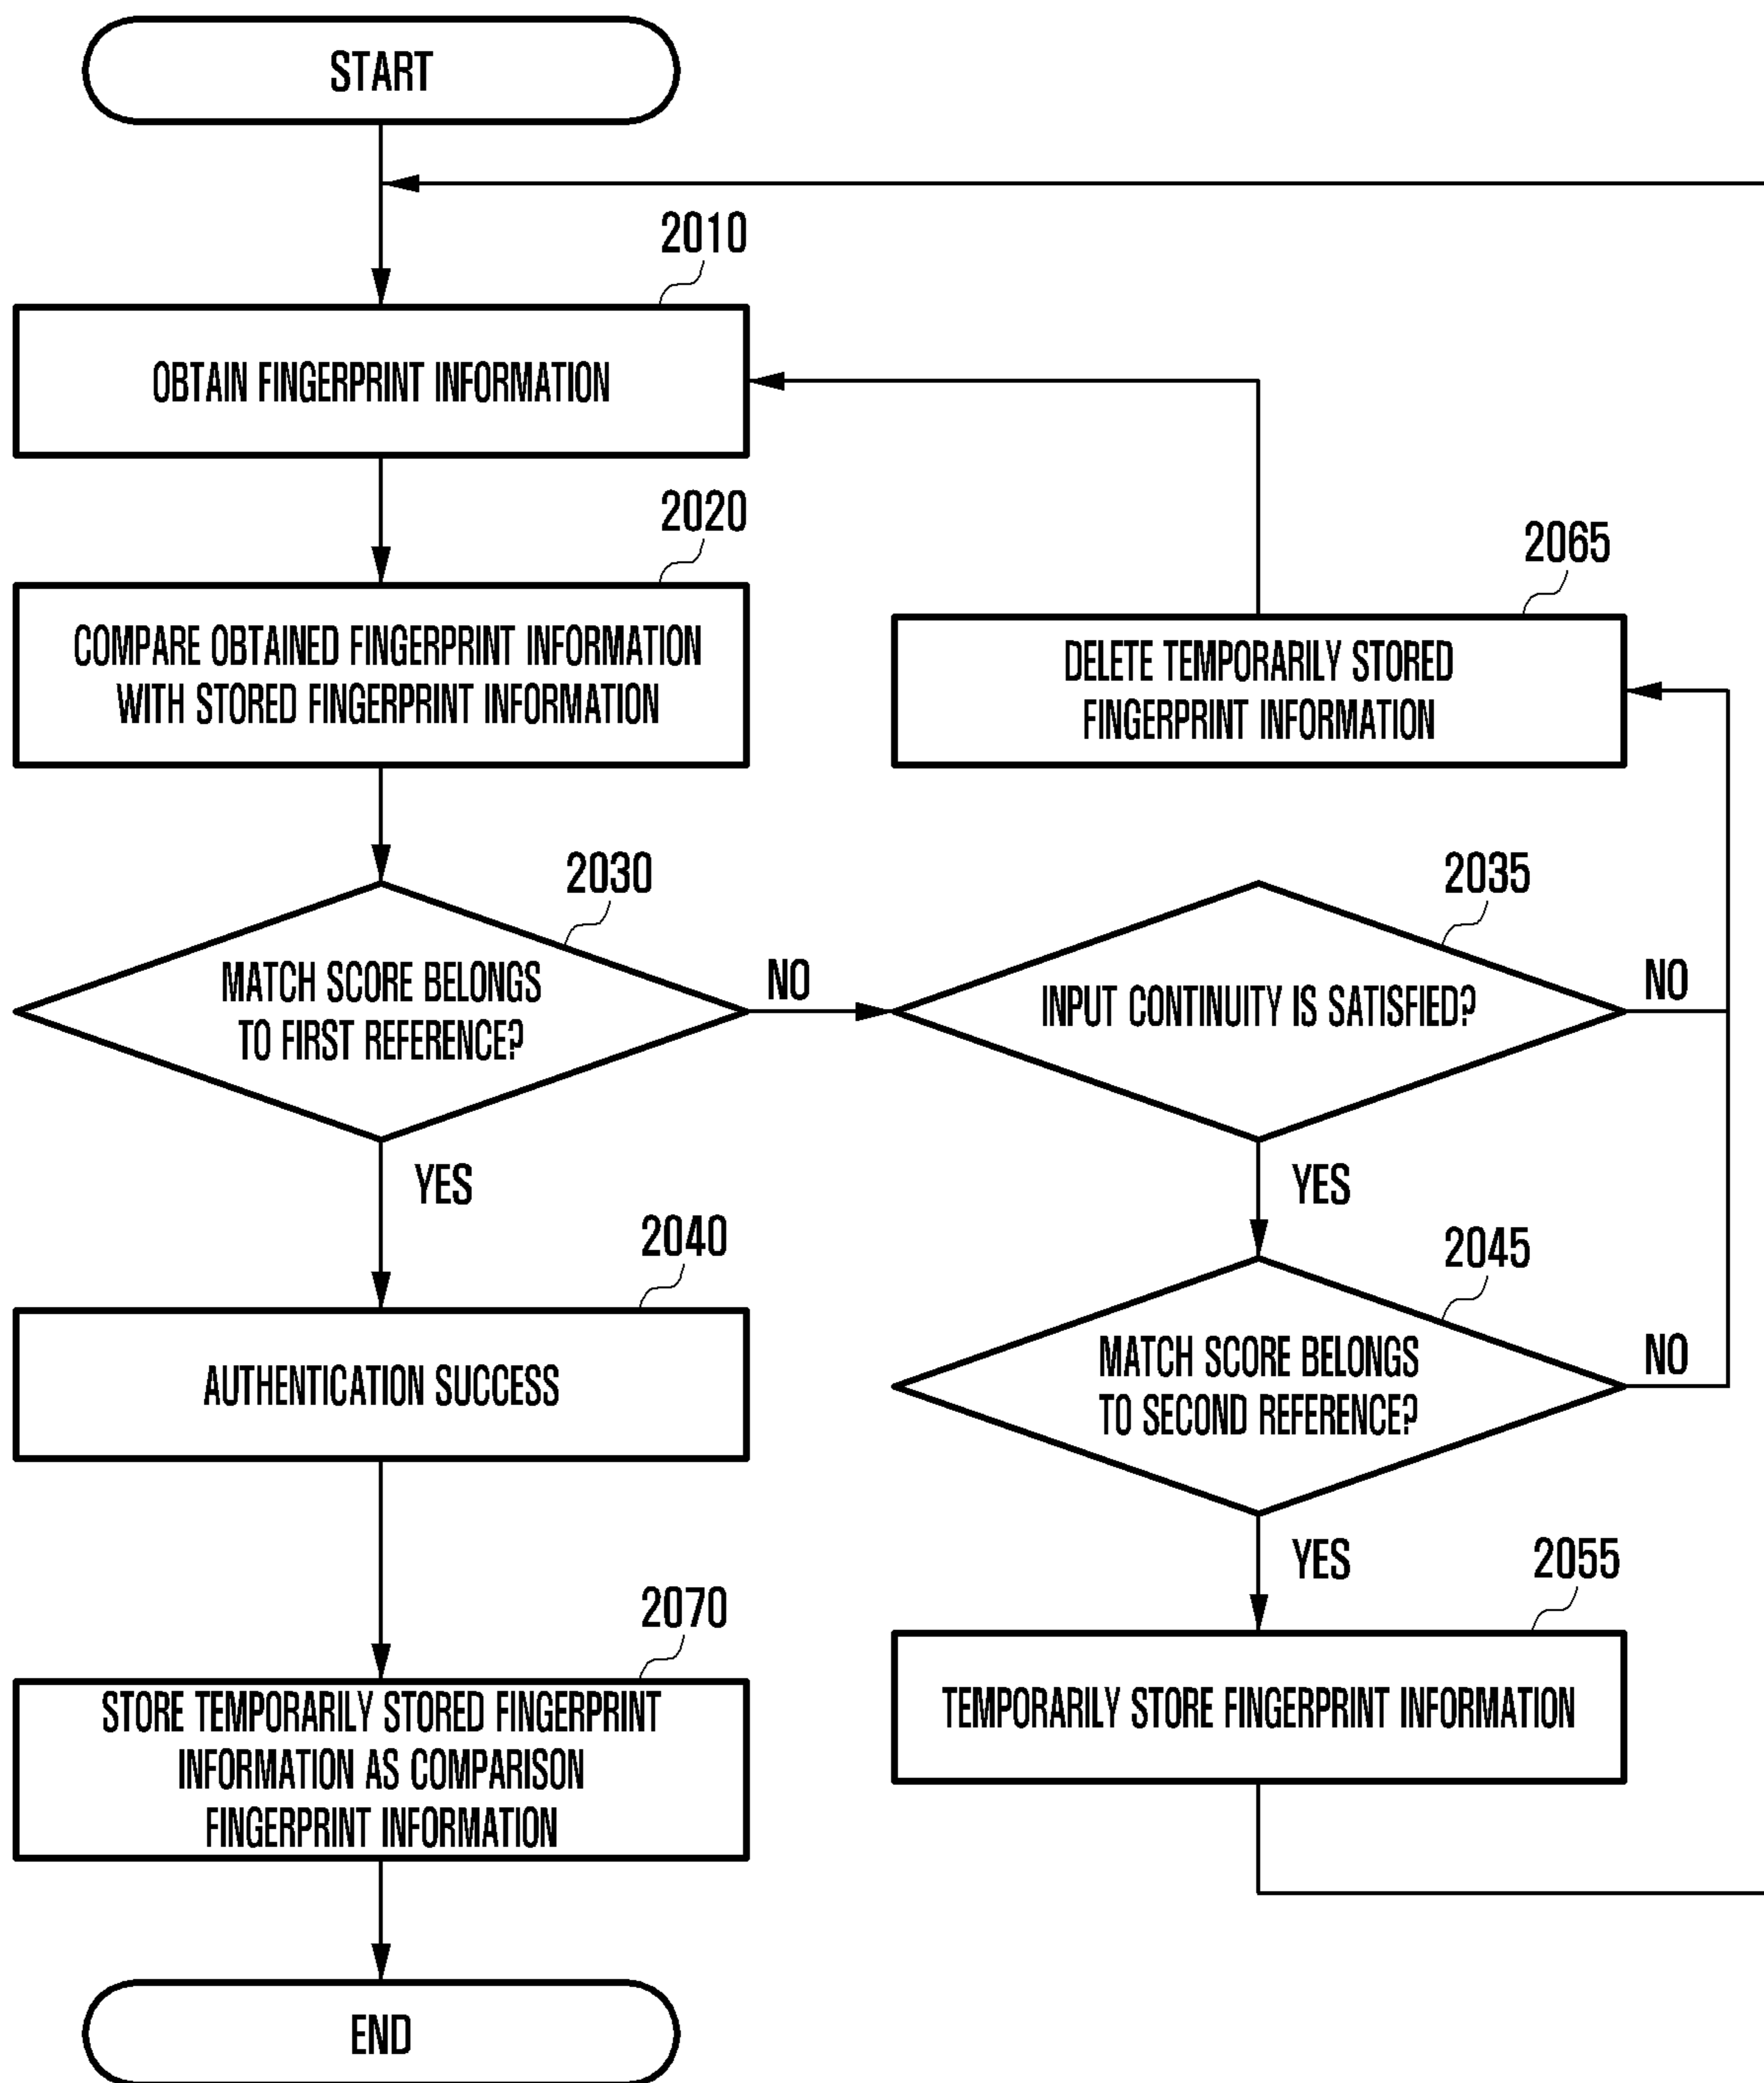 START
2010
OBTAIN FINGERPRINT INFORMATION
2020
COMPARE OBTAINED FINGERPRINT INFORMATION
WITH STORED FINGERPRINT INFORMATION
2065
DELETE TEMPORARILY STORED
FINGERPRINT INFORMATION
2030
MATCH SCORE BELONGS
TO FIRST REFERENCE?
NO
2035
INPUT CONTINUITY IS SATISFIED?
NO
YES
YES
2040
AUTHENTICATION SUCCESS
2045
MATCH SCORE BELONGS
TO SECOND REFERENCE?
NO
YES
2055
TEMPORARILY STORE FINGERPRINT INFORMATION
2070
STORE TEMPORARILY STORED FINGERPRINT
INFORMATION AS COMPARISON
FINGERPRINT INFORMATION
END